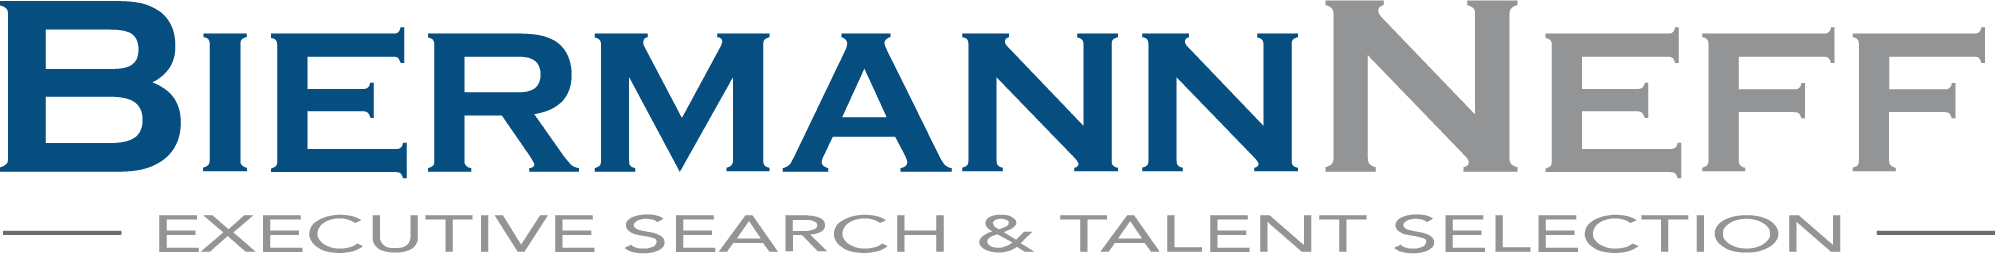 BIERMANNNEFF
EXECUTIVE SEARCH & TALENT SELECTION